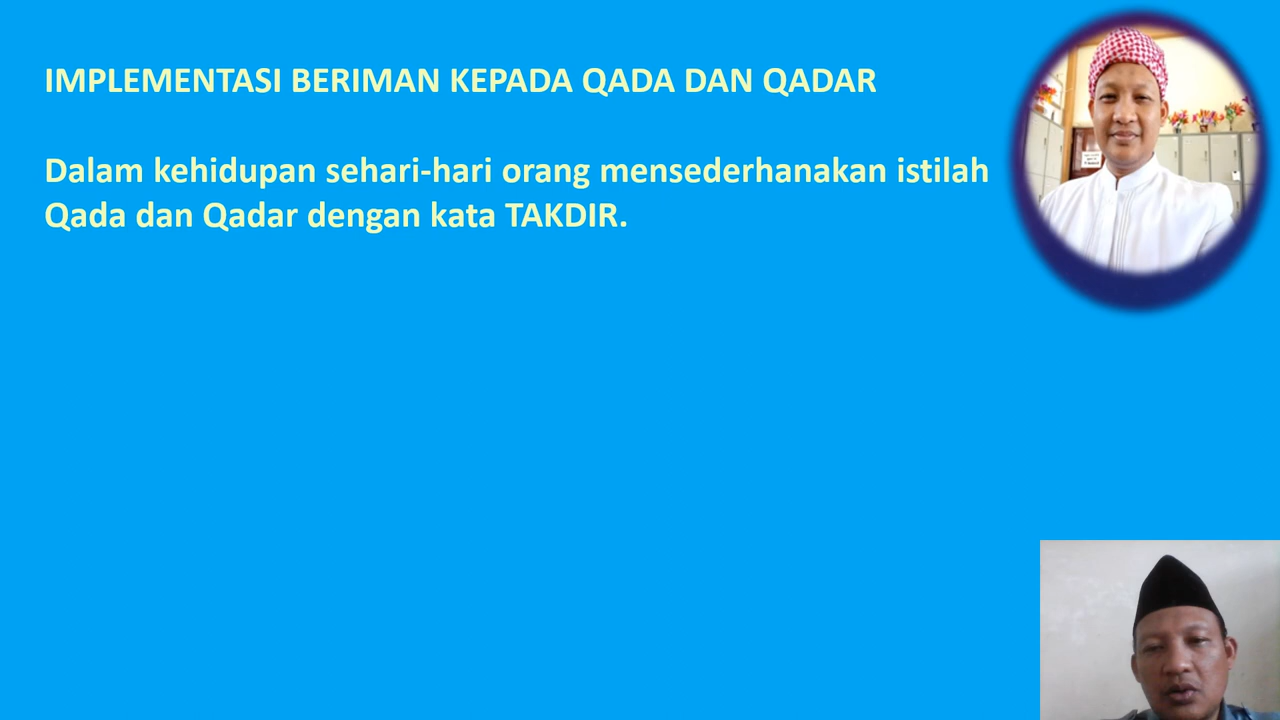 IMPLEMENTASI BERIMAN KEPADA QADA DAN QADAR
Dalam kehidupan sehari-hari orang mensederhanakan istilah
Qada dan Qadar dengan kata TAKDIR.